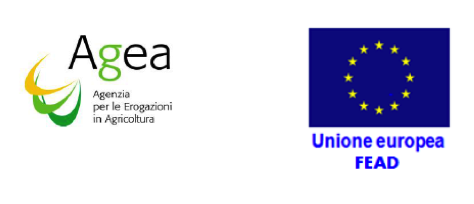 Agea
Agenzia
per le Erogazioni
in Agricoltura
Unione europea
FEAD